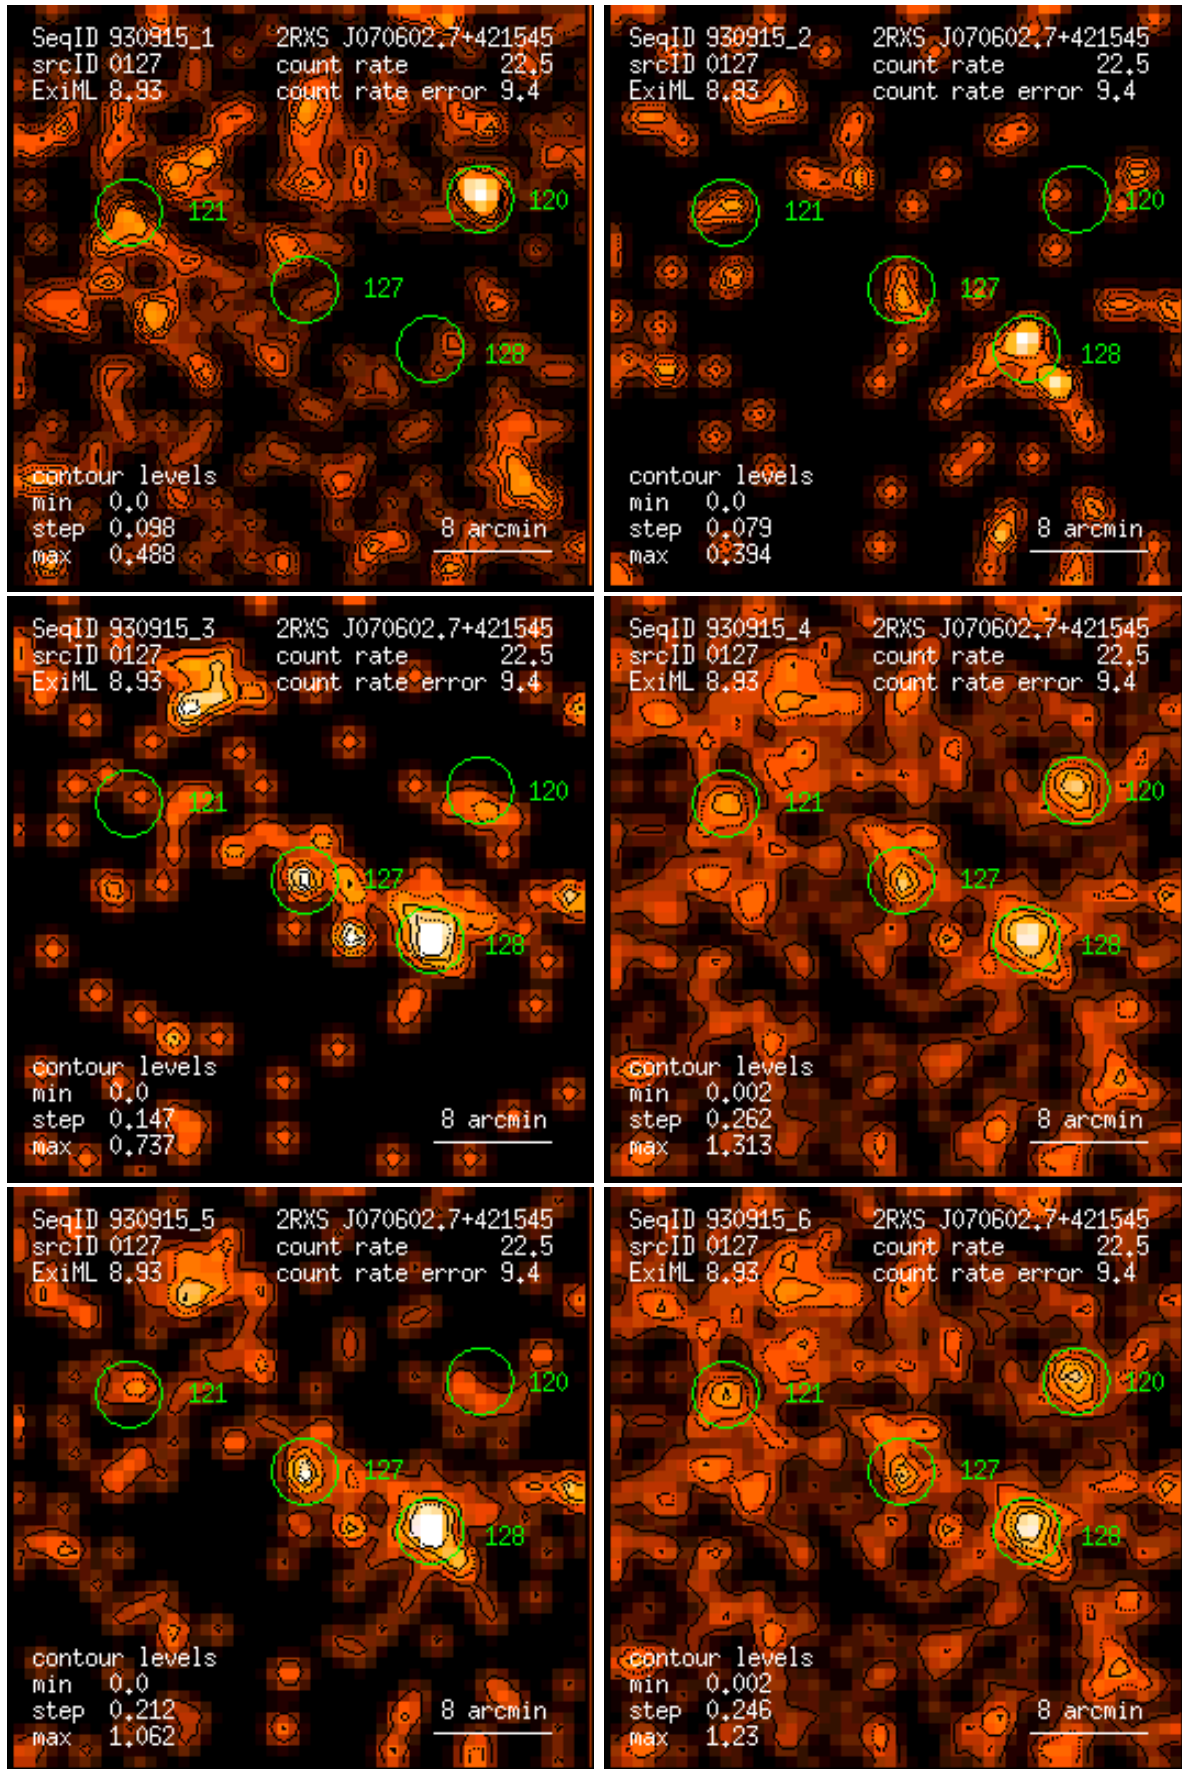 SeqID 930915_1 2RXS J070602.7+421545
srcID 0127 count rate 22.5
ExiML 8.93 count rate error 9.4
120
121
127
128
contour levels
min 0.0
step 0.098
max 0.488
8 arcmin
SeqID 930915_2 2RXS J070602.7+421545
srcID 0127 count rate 22.5
ExiML 8.93 count rate error 9.4
120
121
127
128
contour levels
min 0.0
step 0.079
max 0.394
8 arcmin
SeqID 930915_3 2RXS J070602.7+421545
srcID 0127 count rate 22.5
ExiML 8.93 count rate error 9.4
120
121
127
128
contour levels
min 0.0
step 0.147
max 0.737
8 arcmin
SeqID 930915_4 2RXS J070602.7+421545
srcID 0127 count rate 22.5
ExiML 8.93 count rate error 9.4
120
121
127
128
contour levels
min 0.002
step 0.262
max 1.313
8 arcmin
SeqID 930915_5 2RXS J070602.7+421545
srcID 0127 count rate 22.5
ExiML 8.93 count rate error 9.4
120
121
127
128
contour levels
min 0.0
step 0.212
max 1.062
8 arcmin
SeqID 930915_6 2RXS J070602.7+421545
srcID 0127 count rate 22.5
ExiML 8.93 count rate error 9.4
120
121
127
128
contour levels
min 0.002
step 0.246
max 1.23
8 arcmin